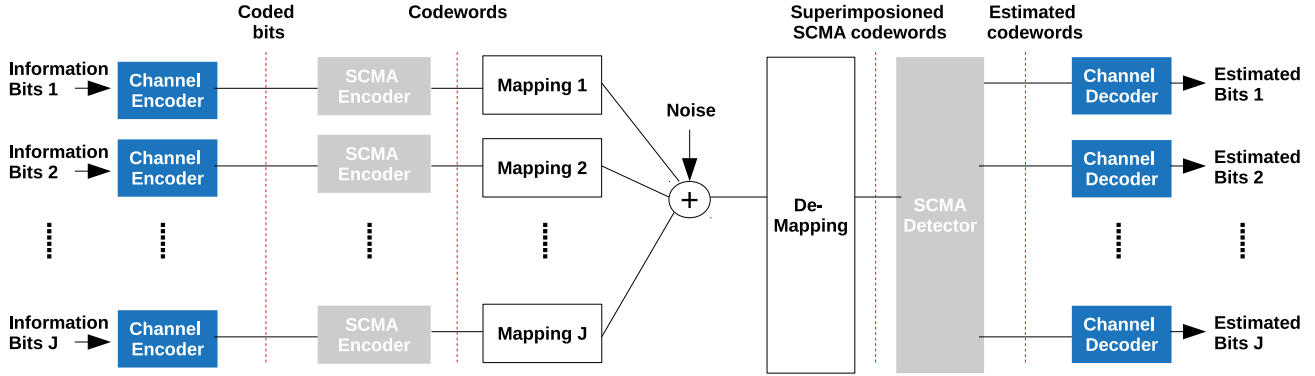 Coded
bits
Codewords
Superimposioned
SCMA codewords
Estimated
codewords
Information
Bits 1
Channel
Encoder
SCMA
Encoder
Mapping 1
Noise
Channel
Decoder
Estimated
Bits 1
Information
Bits 2
Channel
Encoder
SCMA
Encoder
Mapping 2
+
De-
Mapping
SCMA
Detector
Channel
Decoder
Estimated
Bits 2
Information
Bits J
Channel
Encoder
SCMA
Encoder
Mapping J
Channel
Decoder
Estimated
Bits J